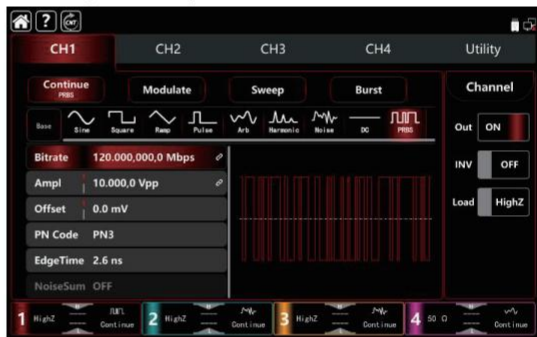 ? CNT
CH1 CH2 CH3 CH4 Utility
Continue
PRBS
Modulate Sweep Burst Channel
Base Sine Square Ramp Pulse Arb Harmonic Noise DC PRBS
Out ON
Bitrate 120.000,000,0 Mbps
INV OFF
Ampl 10.000,0 Vpp
Load HighZ
Offset 0.0 mV
PN Code PN3
EdgeTime 2.6 ns
NoiseSum OFF
1 HighZ Continue 2 HighZ Continue 3 HighZ Continue 4 50 Ω Continue